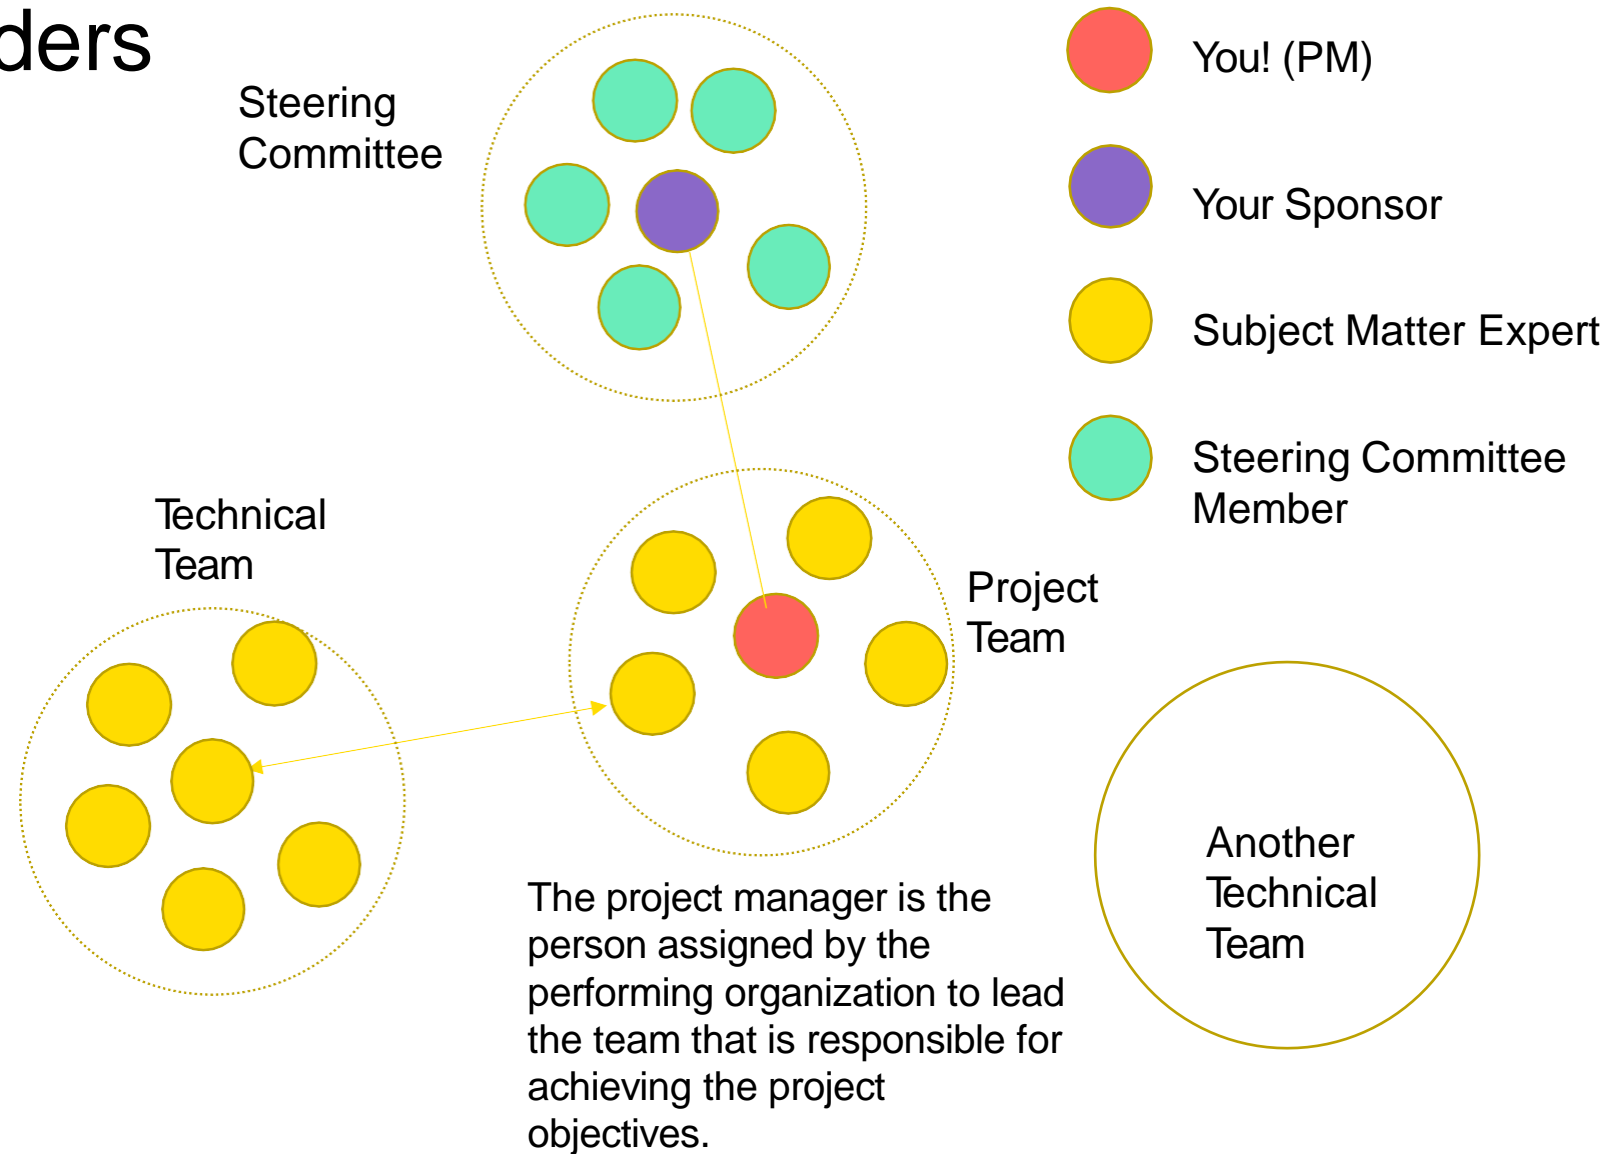 ders
Steering
Committee
You! (PM)
Your Sponsor
Subject Matter Expert
Steering Committee
Member
Technical
Team
Project
Team
Another
Technical
Team
The project manager is the
person assigned by the
performing organization to lead
the team that is responsible for
achieving the project
objectives.